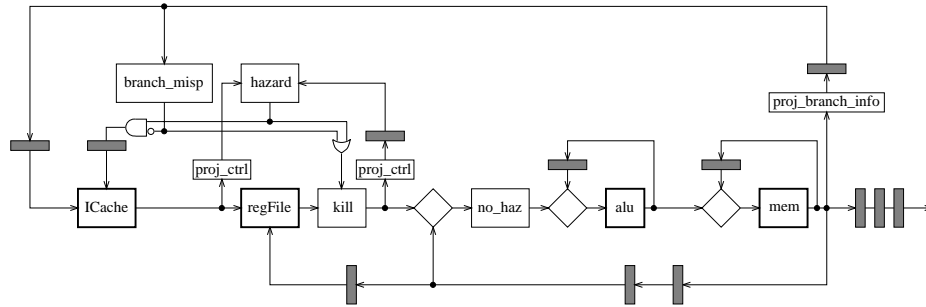 branch_misp
hazard
proj_branch_info
proj_ctrl
proj_ctrl
ICache
regFile
kill
no_haz
alu
mem